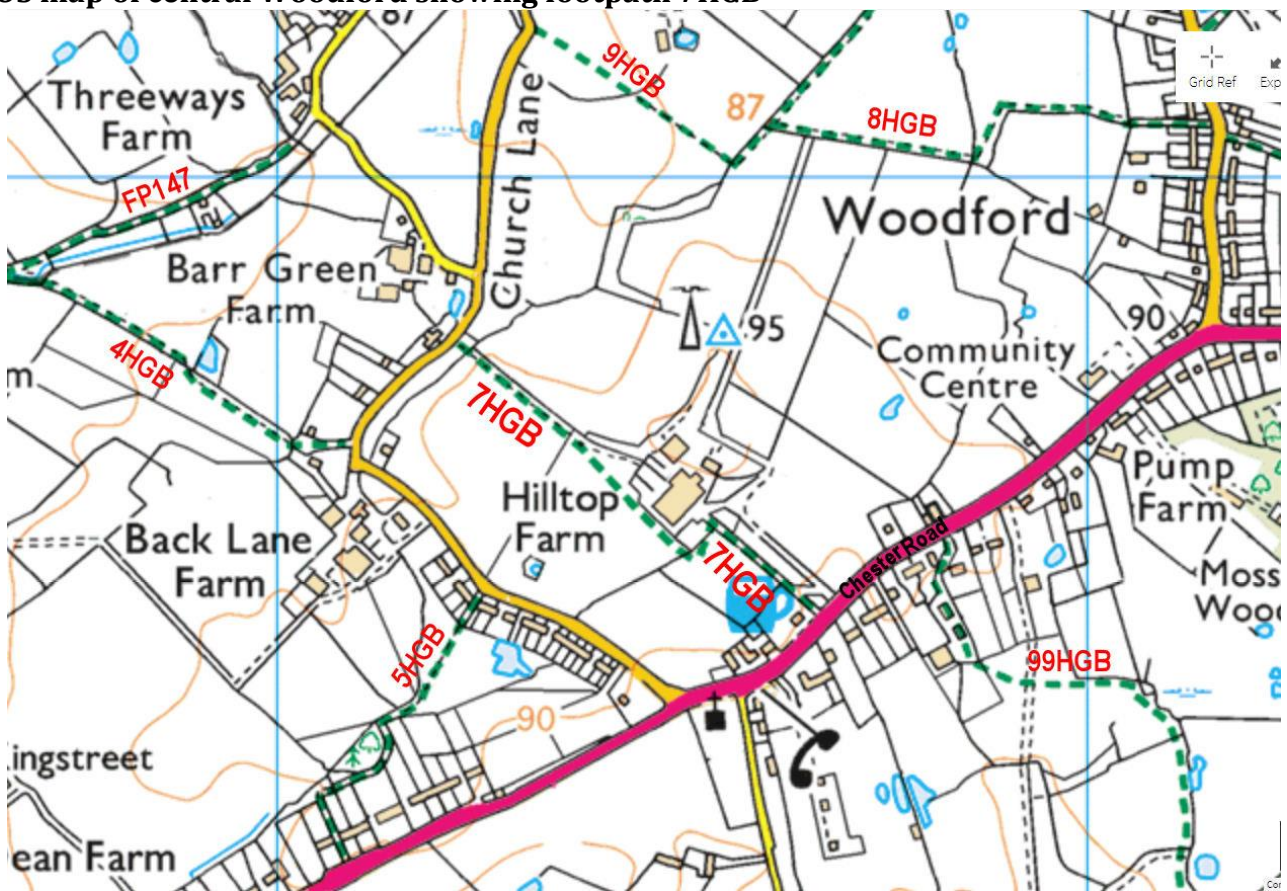 OS map of central Woodford showing footpath 7HGB
87
Grid Ref
Threeways
Farm
9HGB
87
8HGB
Church Lane
FP147
Woodford
Barr Green
Farm
95
90
Community
Centre
4HGB
7HGB
Pump
Farm
Hilltop
Farm
Back Lane
Farm
Chester Road
7HGB
Moss
5HGB
99HGB
90
ingstreet
ean Farm